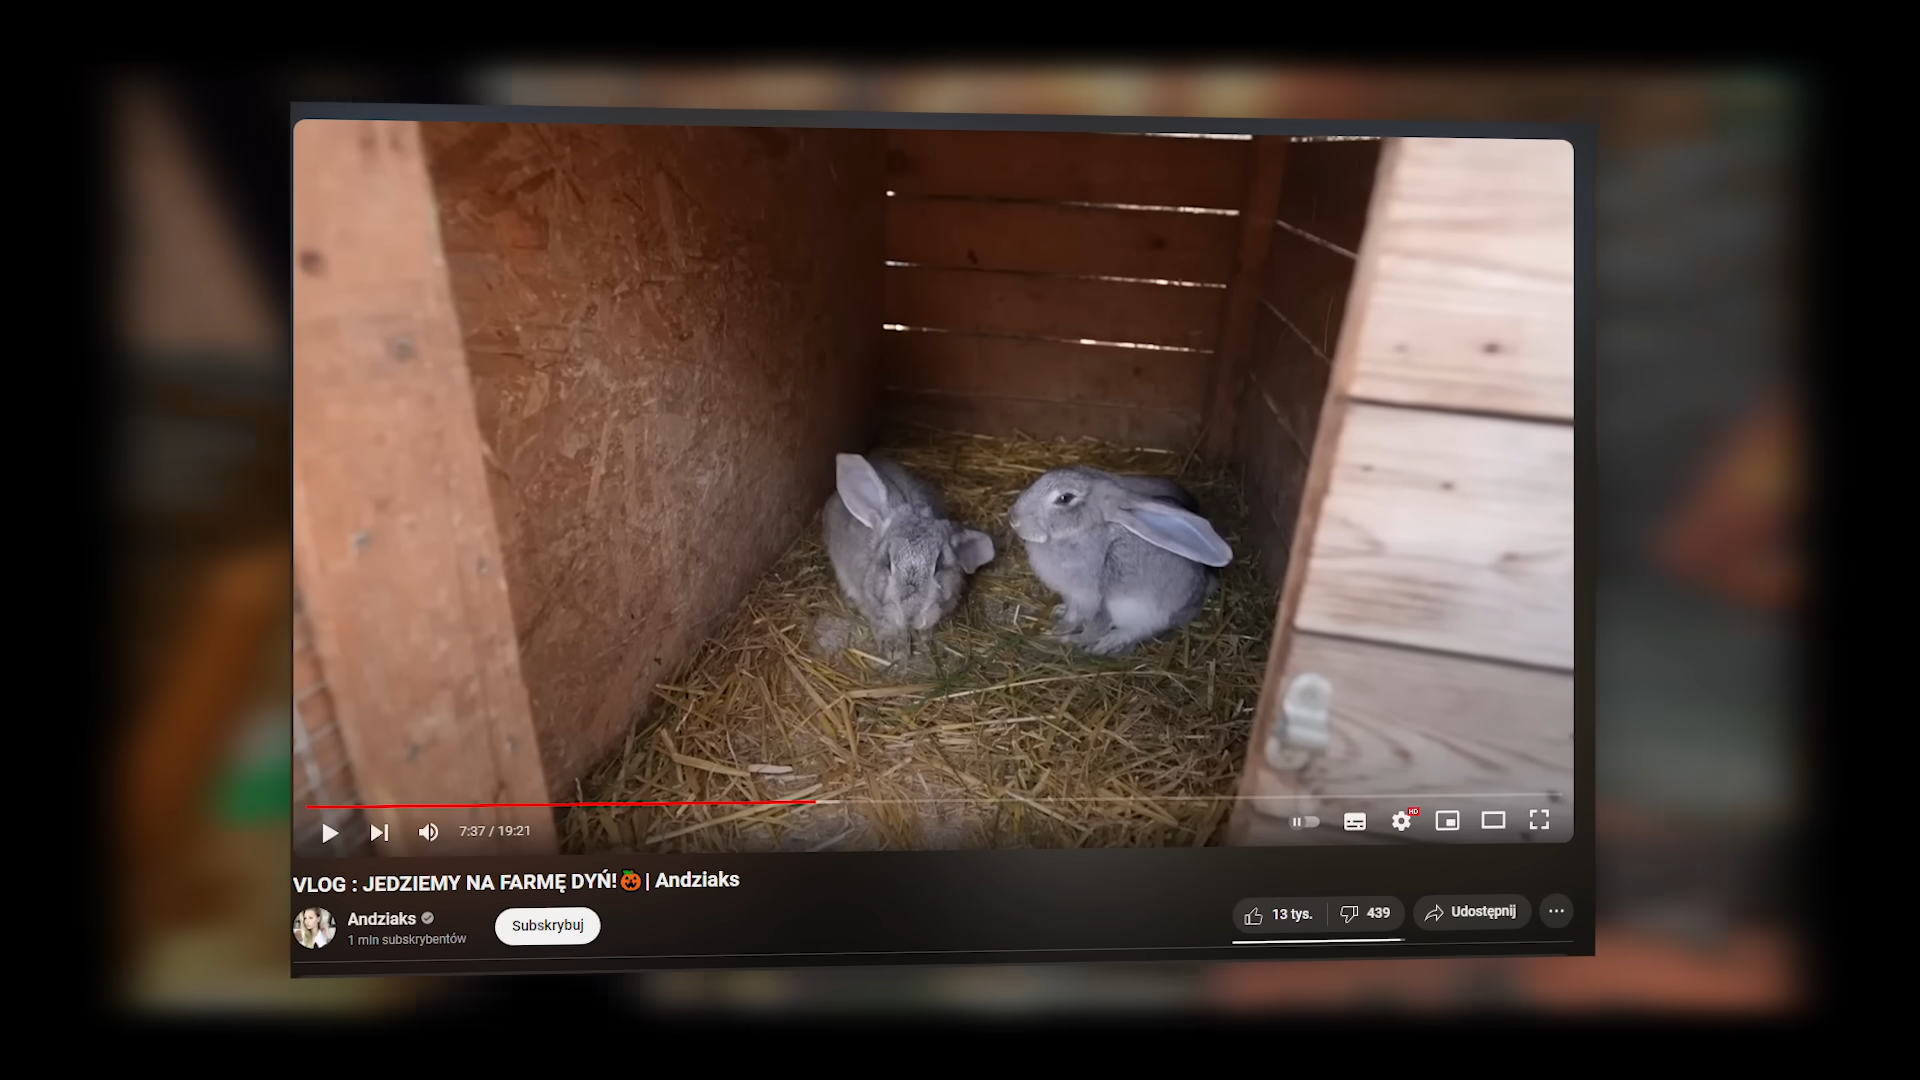 7:37 / 19:21
HD
VLOG : JEDZIEMY NA FARMĘ DYŃ!🎃| Andziaks
Andziaks
1 mln subskrybentów
Subskrybuj
13 tys.
439
Udostępnij